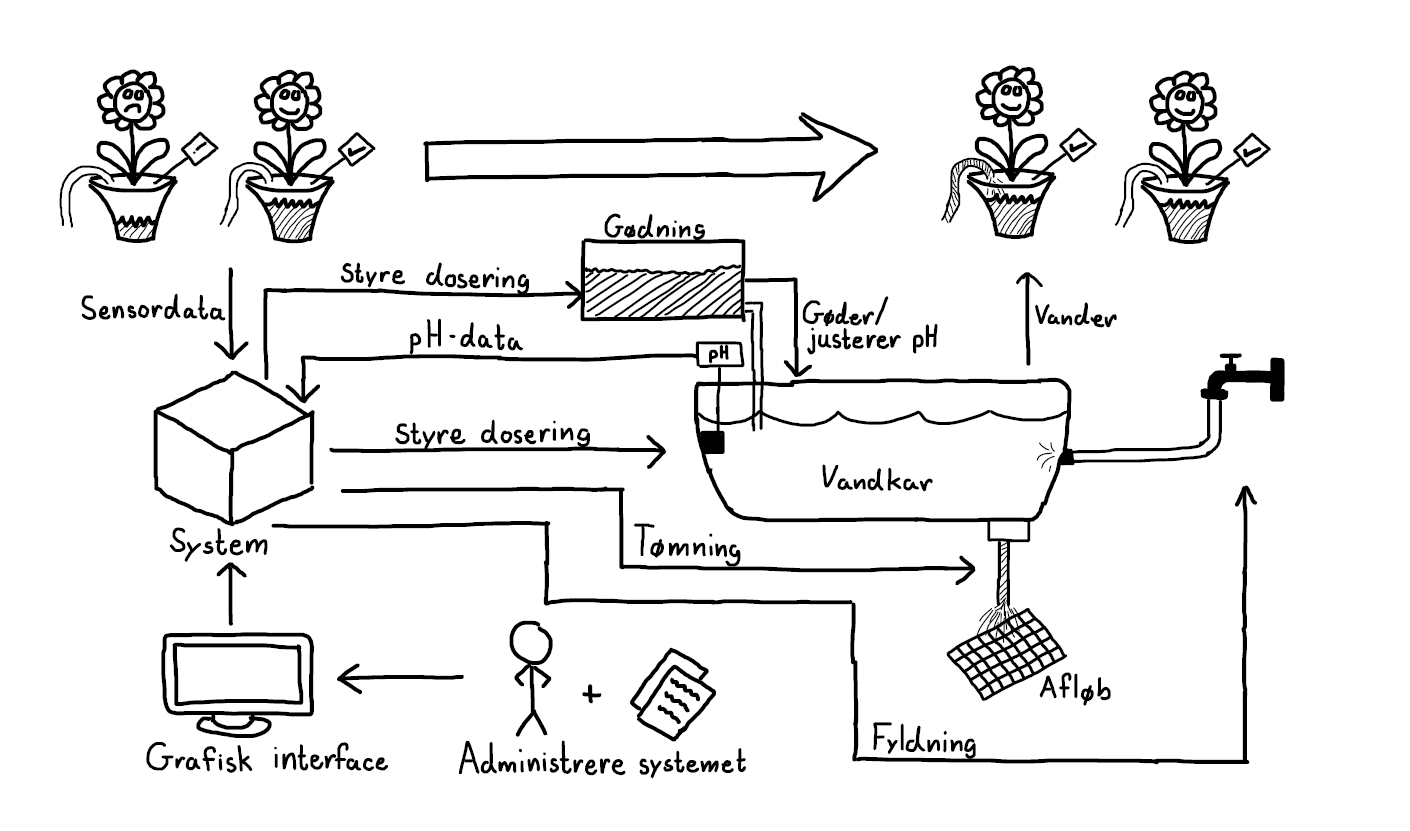 Gødning
Styre dosering
Sensordata
Gøder/
justerer pH
Vander
pH-data
pH
Styre dosering
Vandkar
System
Tømning
Afløb
Fyldning
Grafisk interface
Administrere systemet